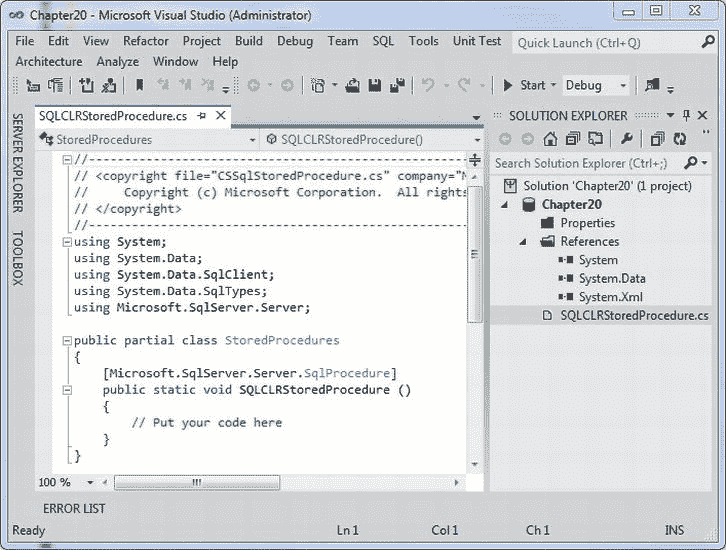 Chapter20 - Microsoft Visual Studio (Administrator)
File Edit View Refactor Project Build Debug Team SQL Tools Unit Test Quick Launch (Ctrl+Q)
Architecture Analyze Window Help
Start Debug
SERVER EXPLORER
TOOLBOX
SQLCLRStoredProcedure.cs
StoredProcedures SQLCLRStoredProcedure()
//-----------------------------------------------------
// <copyright file="CSSqlStoredProcedure.cs" company="M
// Copyright (c) Microsoft Corporation. All rights
// </copyright>
//-----------------------------------------------------
using System;
using System.Data;
using System.Data.SqlClient;
using System.Data.SqlTypes;
using Microsoft.SqlServer.Server;
public partial class StoredProcedures
{
[Microsoft.SqlServer.Server.SqlProcedure]
public static void SQLCLRStoredProcedure ()
{
// Put your code here
}
}
100 %
SOLUTION EXPLORER
Search Solution Explorer (Ctrl+;)
Solution 'Chapter20' (1 project)
Chapter20
Properties
References
System
System.Data
System.Xml
SQLCLRStoredProcedure.cs
ERROR LIST
Ready Ln 1 Col 1 Ch 1 INS